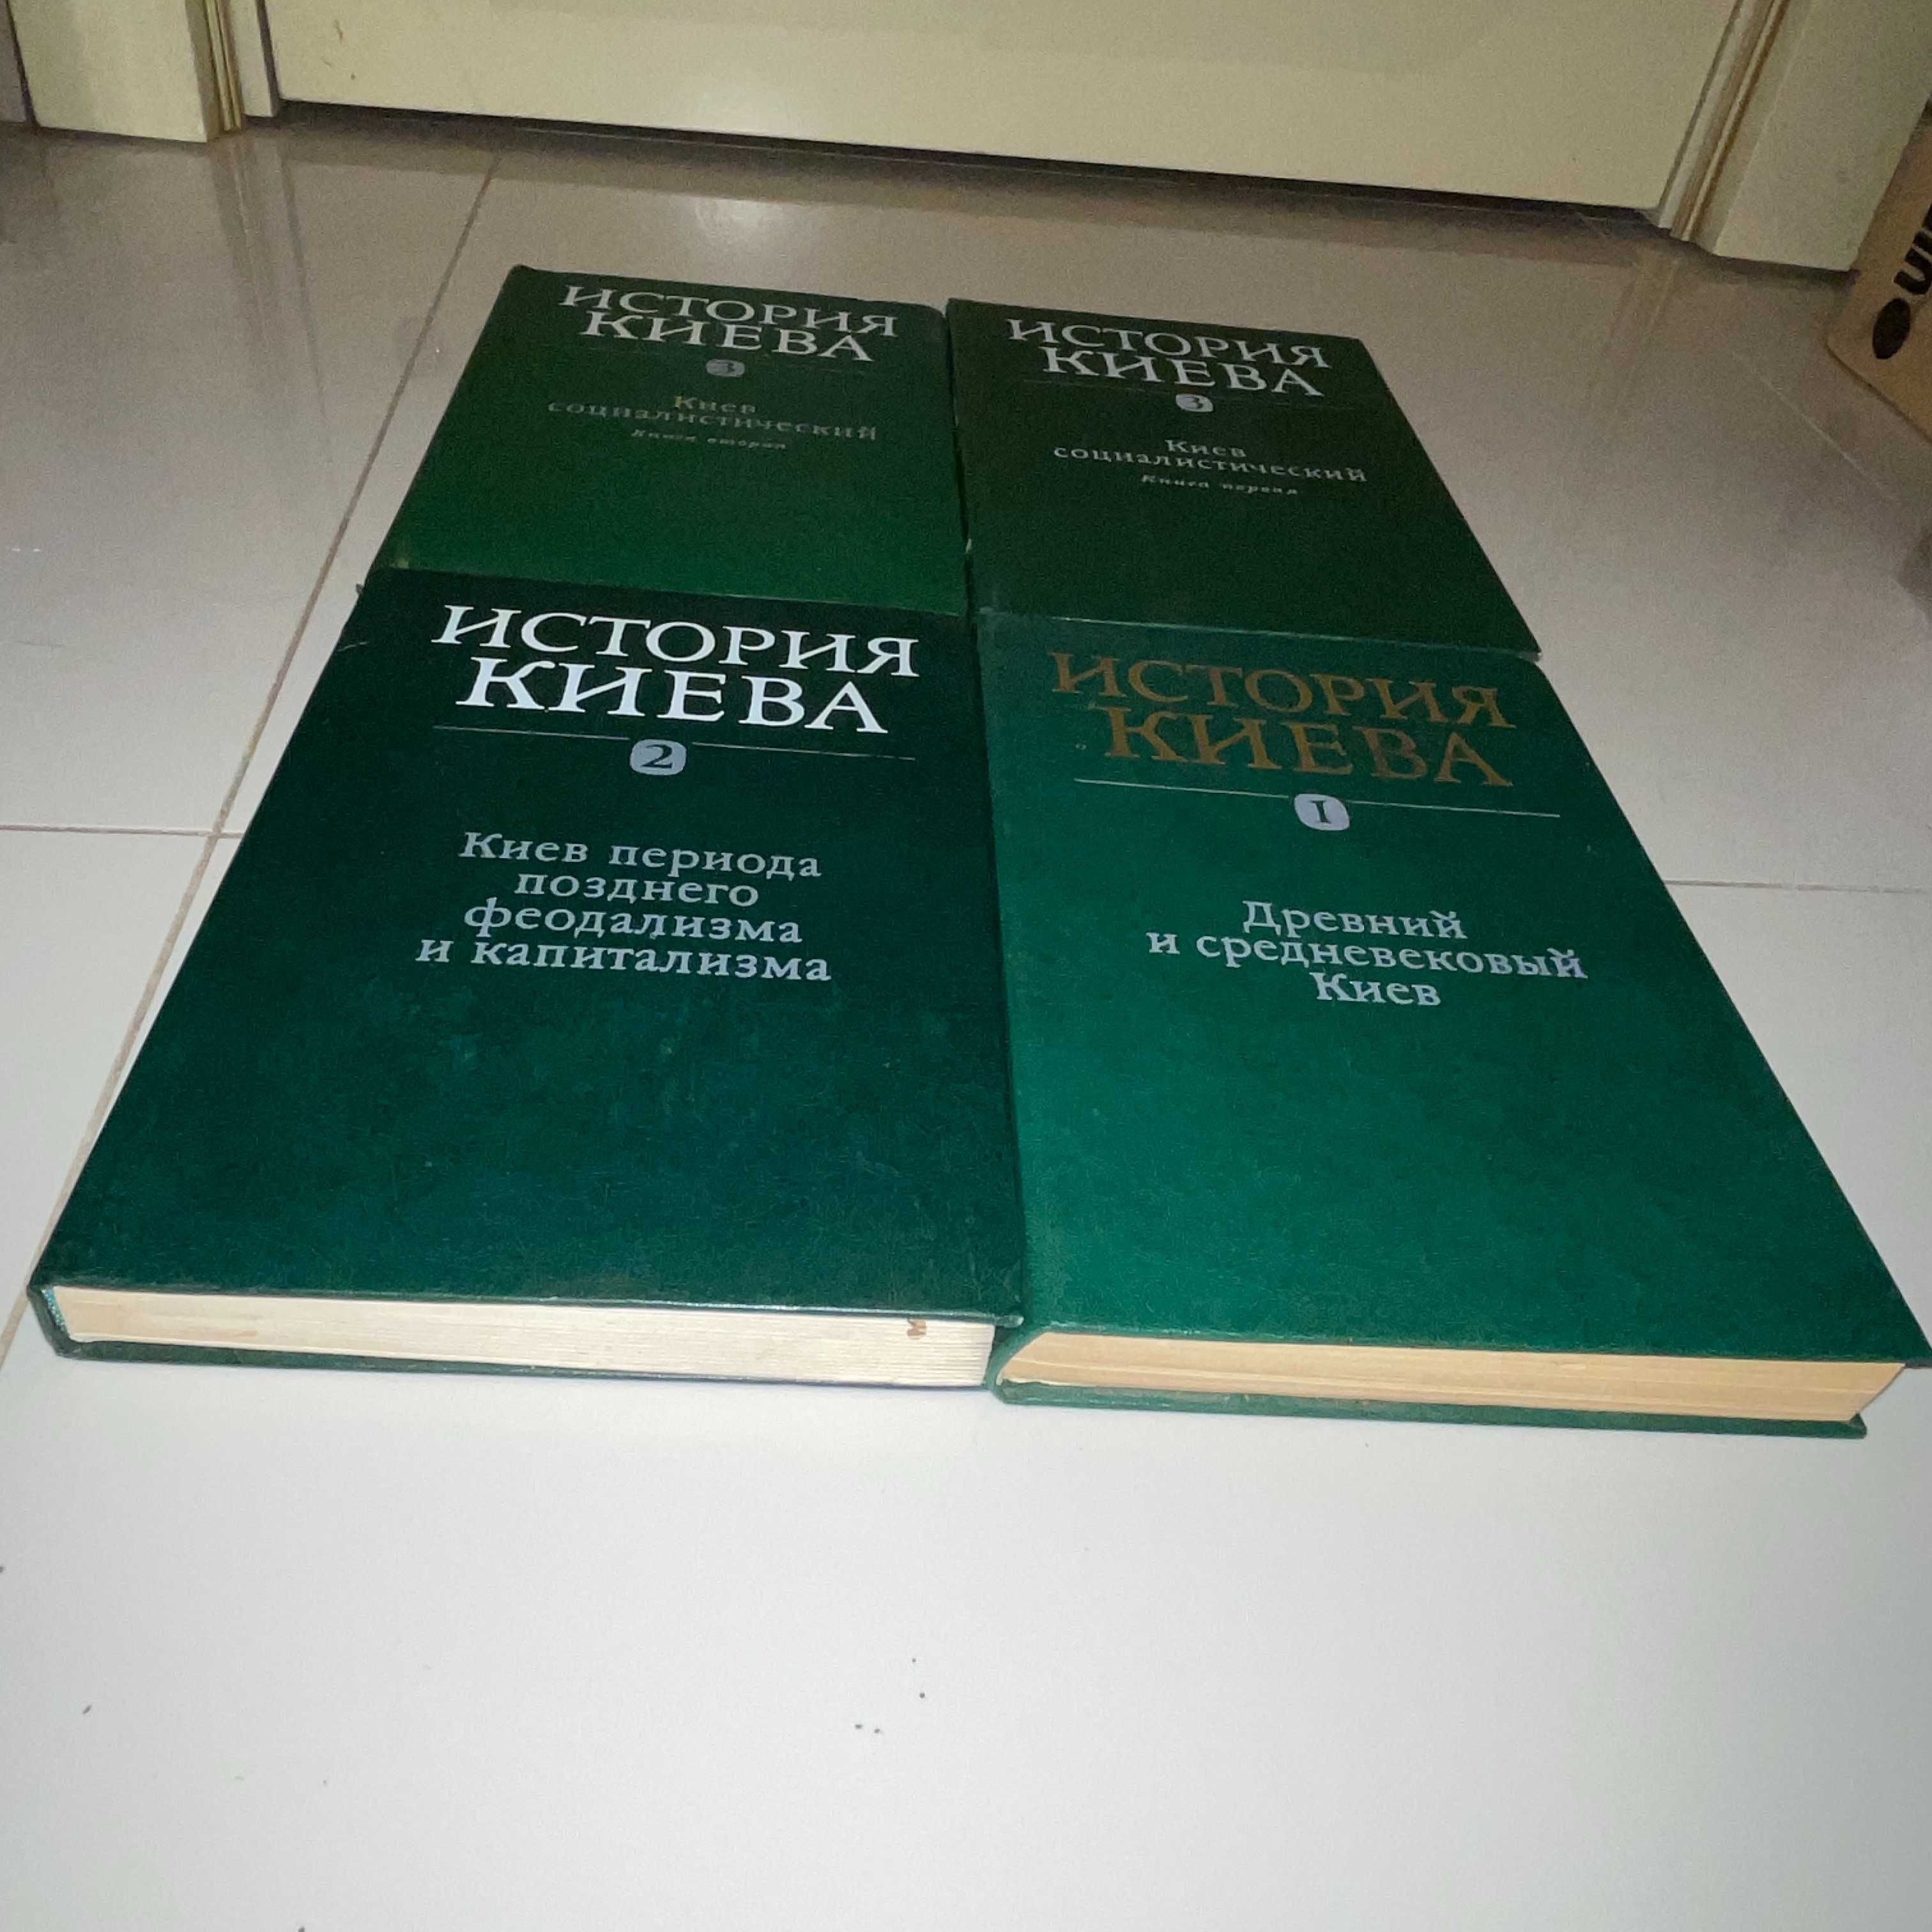 ИСТОРИЯ
КИЕВА
3
Киев
социалистический
Книга вторая
ИСТОРИЯ
КИЕВА
3
Киев
социалистический
Книга первая
ИСТОРИЯ
КИЕВА
2
Киев периода
позднего
феодализма
и капитализма
ИСТОРИЯ
КИЕВА
I
Древний
и средневековый
Киев